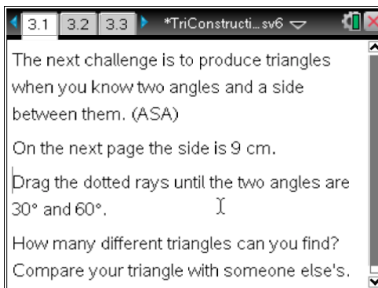 3.1 3.2 3.3 *TriConstructi...sv6
The next challenge is to produce triangles
when you know two angles and a side
between them. (ASA)
On the next page the side is 9 cm.
Drag the dotted rays until the two angles are
30° and 60°.
How many different triangles can you find?
Compare your triangle with someone else's.